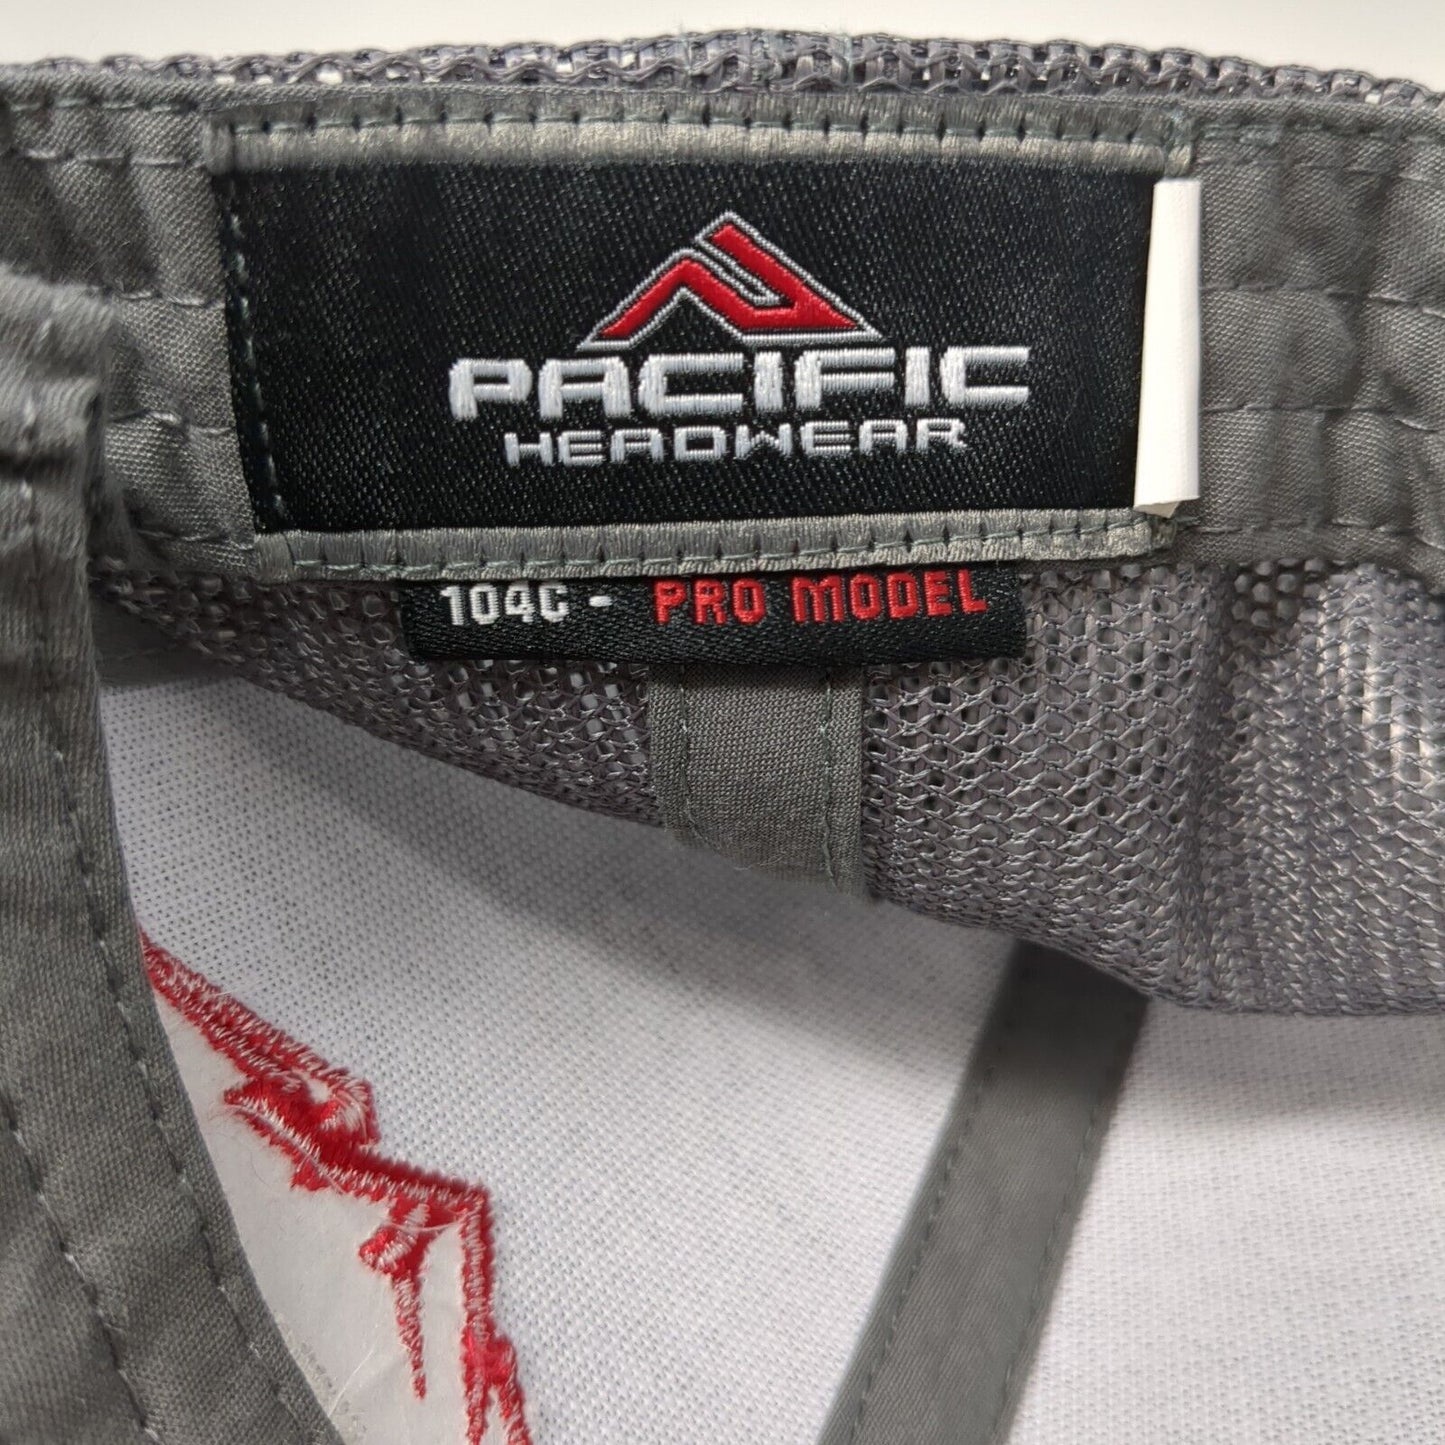 PACIFIC
HEADWEAR
104C - PRO MODEL